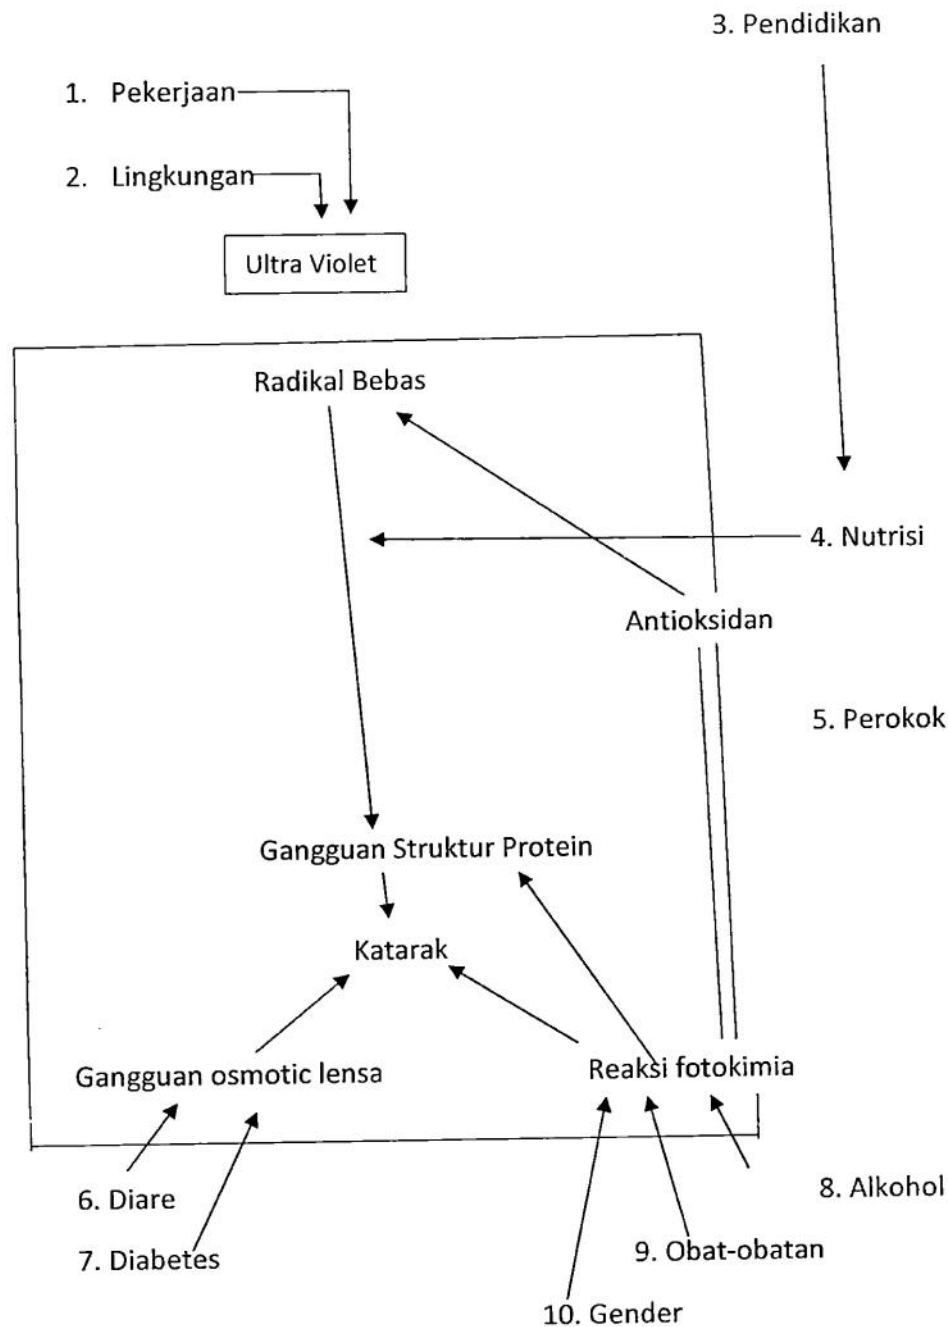 3. Pendidikan
1. Pekerjaan
2. Lingkungan
Ultra Violet
Radikal Bebas
4. Nutrisi
Antioksidan
5. Perokok
Gangguan Struktur Protein
Katarak
Gangguan osmotic lensa
Reaksi fotokimia
6. Diare
8. Alkohol
7. Diabetes
9. Obat-obatan
10. Gender